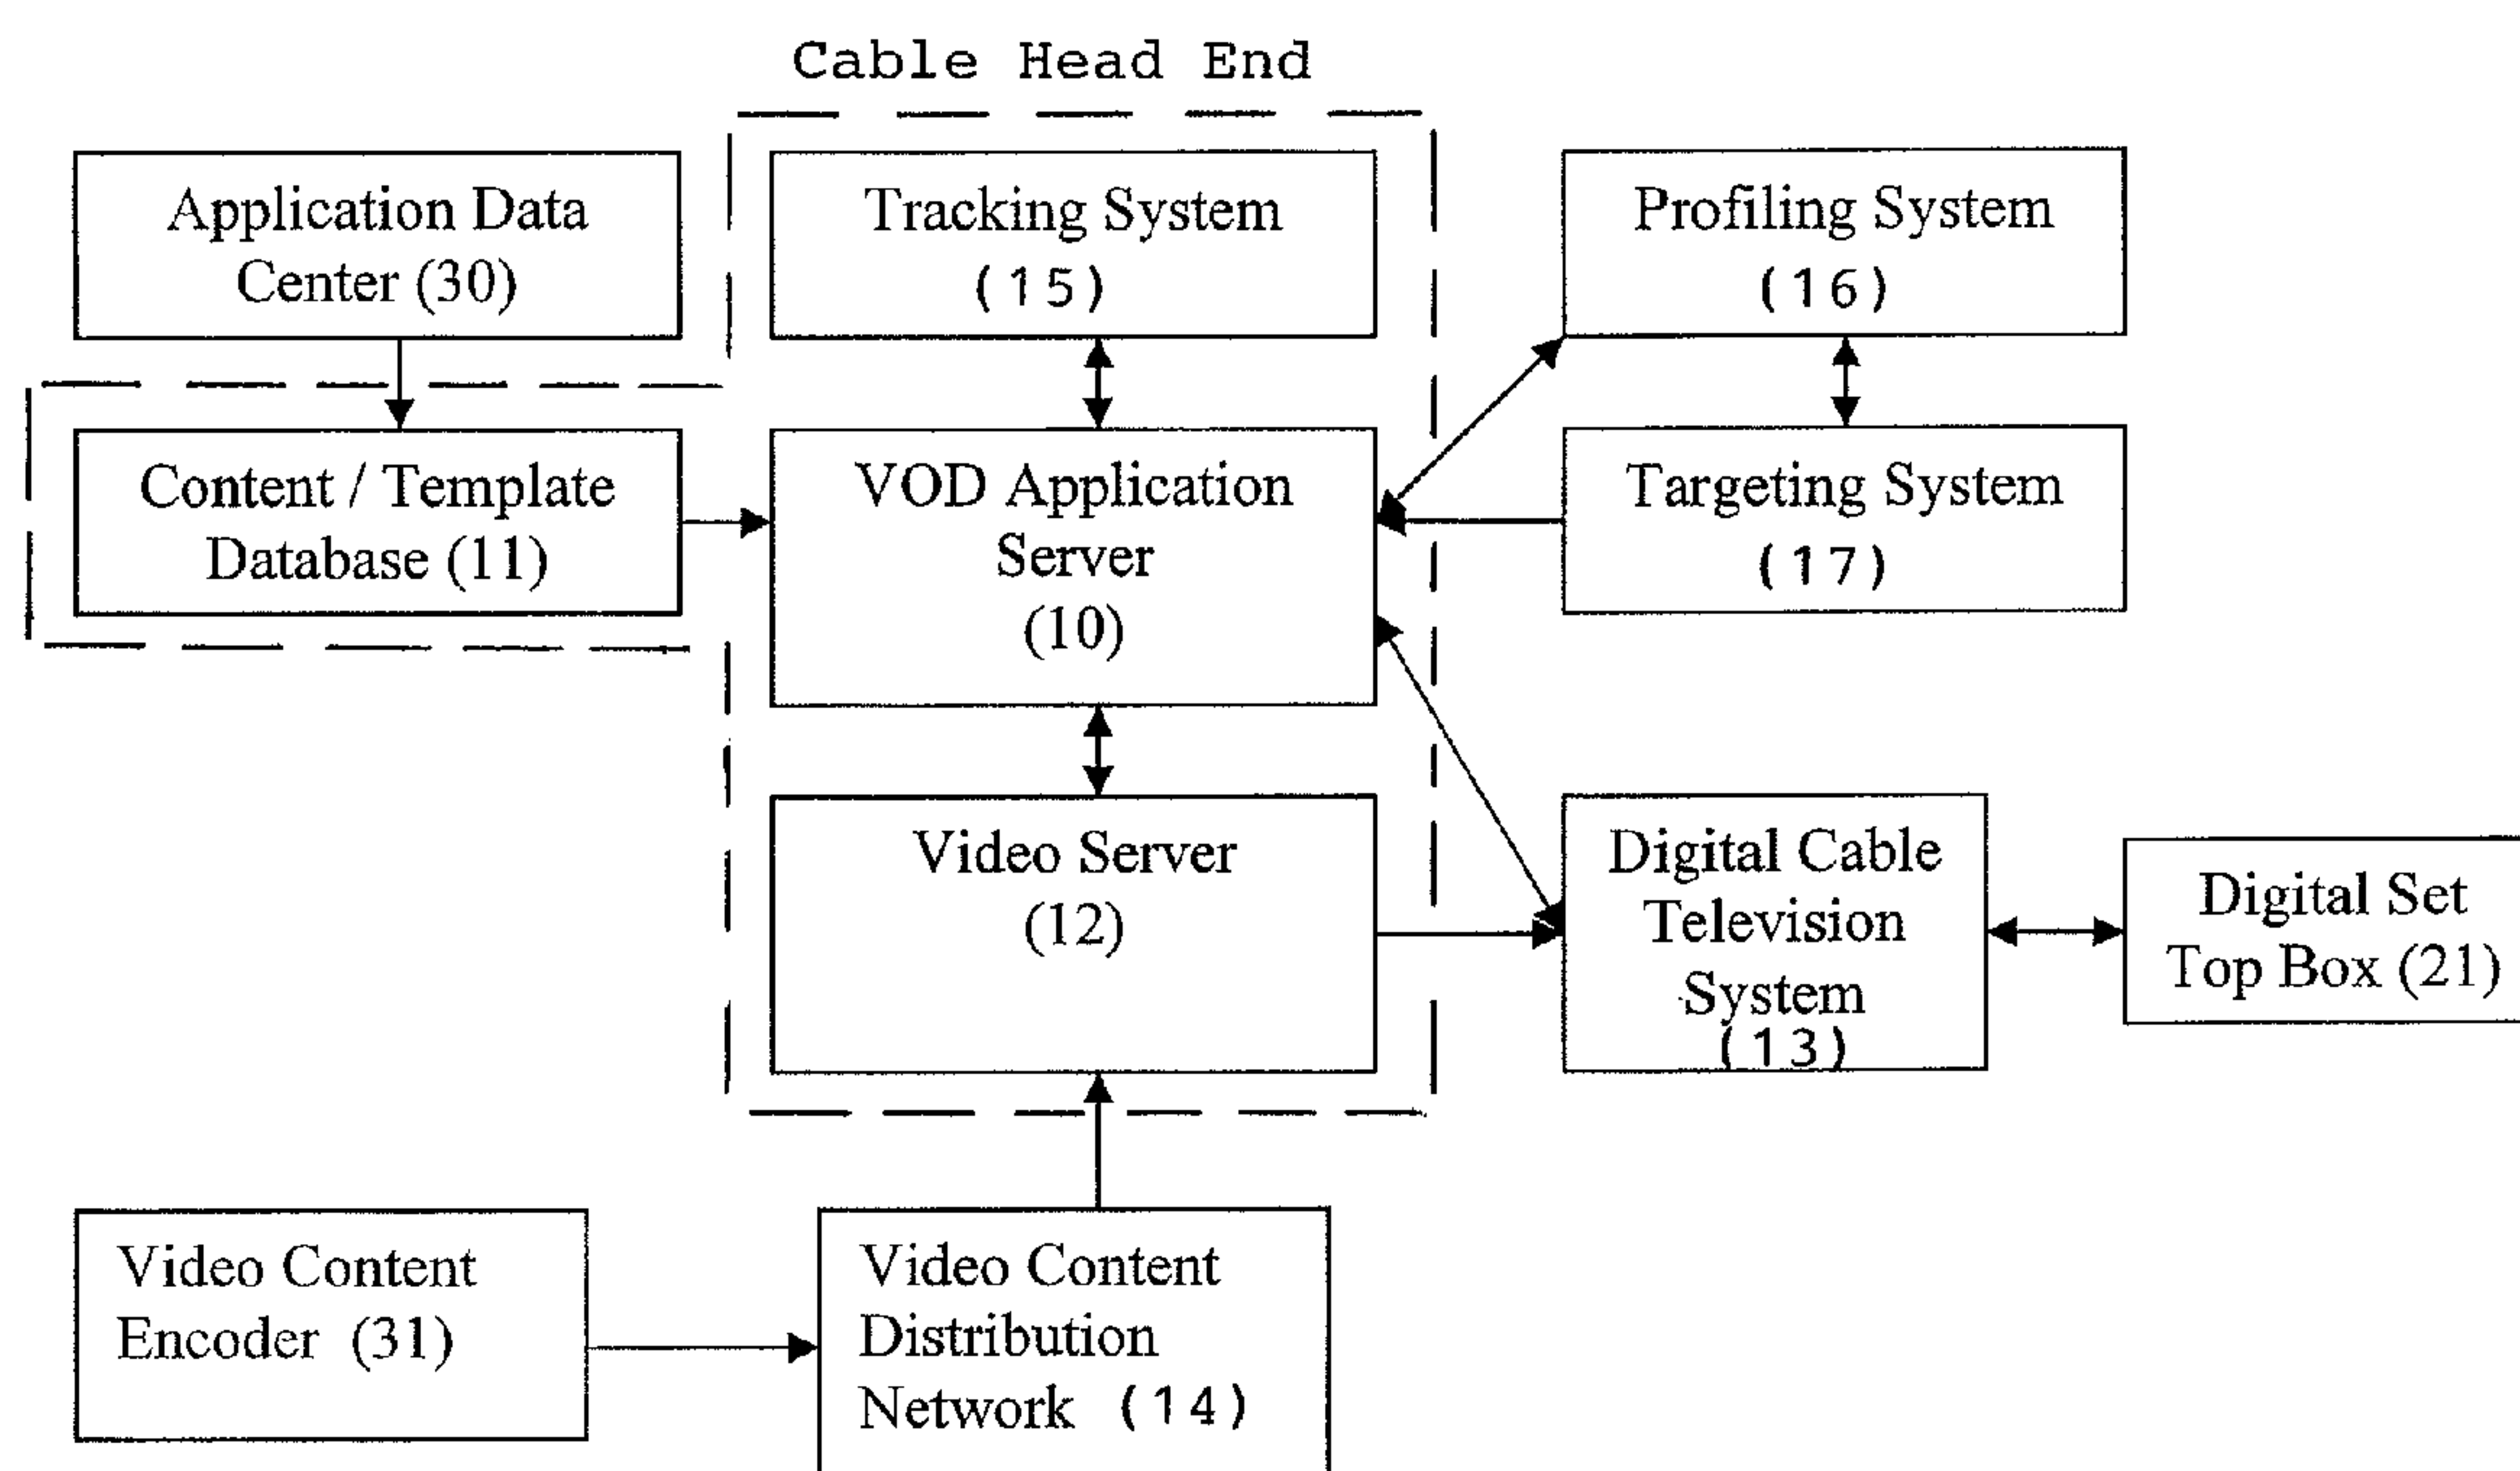 Cable Head End
Application Data
Center (30)
Tracking System
(15)
Profiling System
(16)
Content / Template
Database (11)
VOD Application
Server
(10)
Targeting System
(17)
Video Server
(12)
Digital Cable
Television
System
(13)
Digital Set
Top Box (21)
Video Content
Encoder (31)
Video Content
Distribution
Network (14)